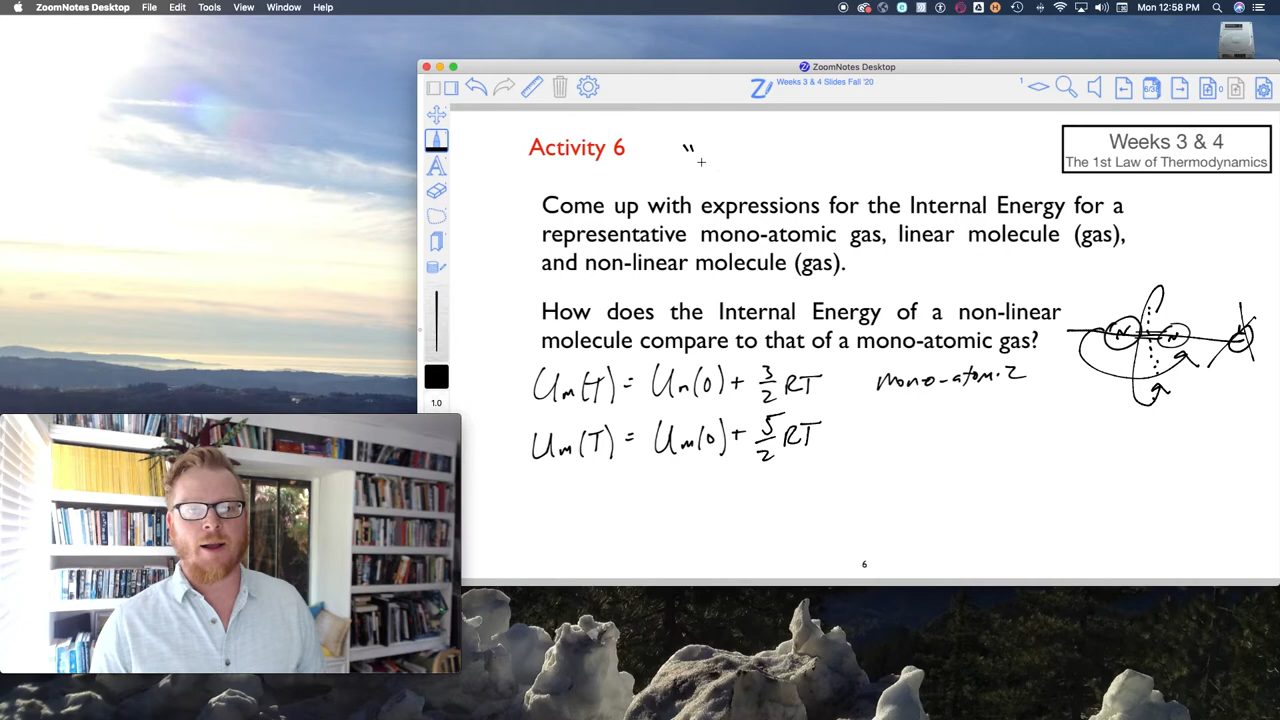 ZoomNotes Desktop File Edit Tools View Window Help
Mon 12:58 PM
ZoomNotes Desktop
Weeks 3 & 4 Slides Fall '20
1
6/38
0
1.0
Activity 6 "
Weeks 3 & 4
The 1st Law of Thermodynamics
Come up with expressions for the Internal Energy for a
representative mono-atomic gas, linear molecule (gas),
and non-linear molecule (gas).
How does the Internal Energy of a non-linear
molecule compare to that of a mono-atomic gas?
Um(T) = Um(0) + 3/2 RT mono-atomic
Um(T) = Um(0) + 5/2 RT
N N
6